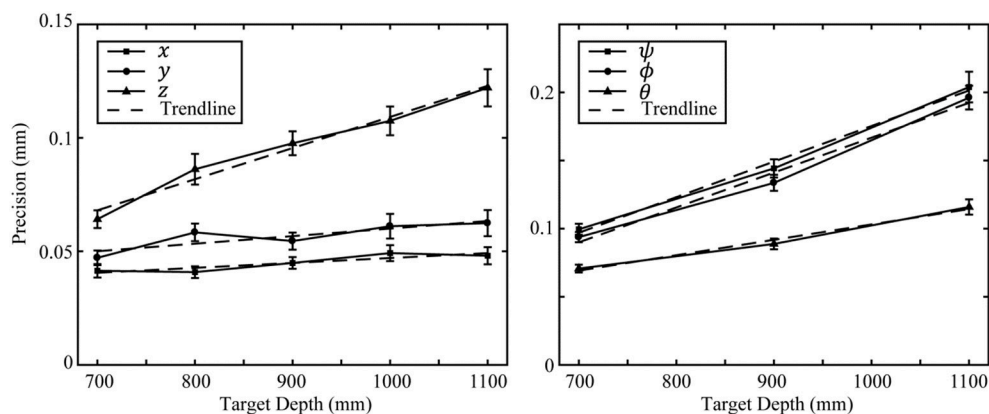 0.15
0.1
0.05
0
Precision (mm)
x
y
z
Trendline
700 800 900 1000 1100
Target Depth (mm)
0.2
0.1
0
ψ
ϕ
θ
Trendline
700 800 900 1000 1100
Target Depth (mm)